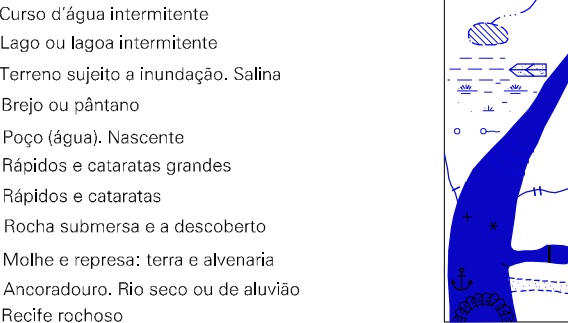 Curso d'água intermitente
Lago ou lagoa intermitente
Terreno sujeito a inundação. Salina
Brejo ou pântano
Poço (água). Nascente
Rápidos e cataratas grandes
Rápidos e cataratas
Rocha submersa e a descoberto
Molhe e represa: terra e alvenaria
Ancoradouro. Rio seco ou de aluvião
Recife rochoso